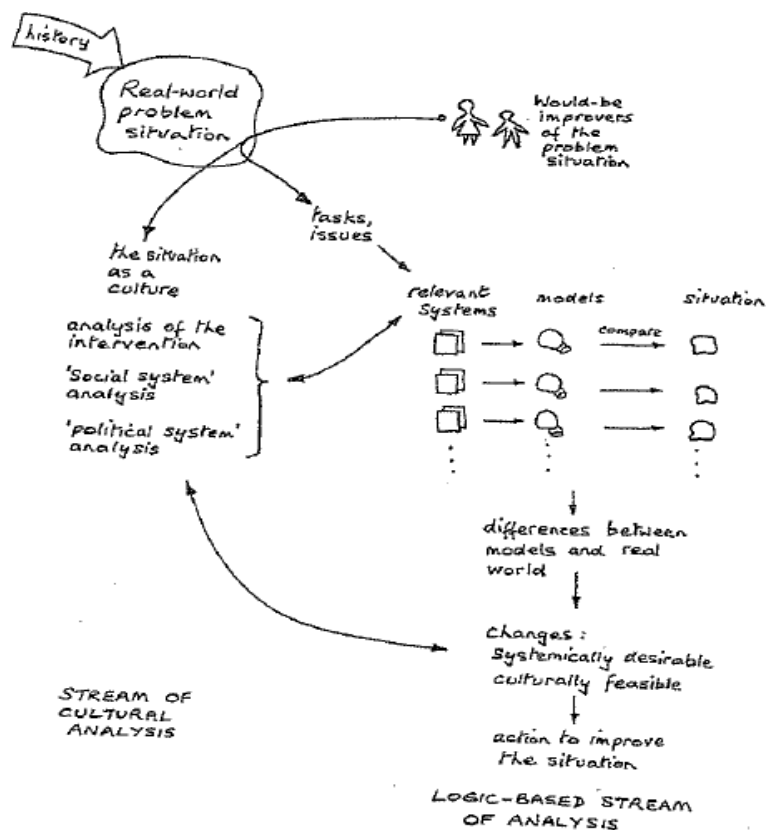 history
Real-world
problem
situation
Would-be
improvers
of the
problem
situation
tasks,
issues
the situation
as a
culture
relevant
systems
models
situation
compare
analysis of the
intervention
'Social system'
analysis
'political system'
analysis
differences between
models and real
world
changes:
systemically desirable
culturally feasible
action to improve
the situation
STREAM OF
CULTURAL
ANALYSIS
LOGIC-BASED STREAM
OF ANALYSIS